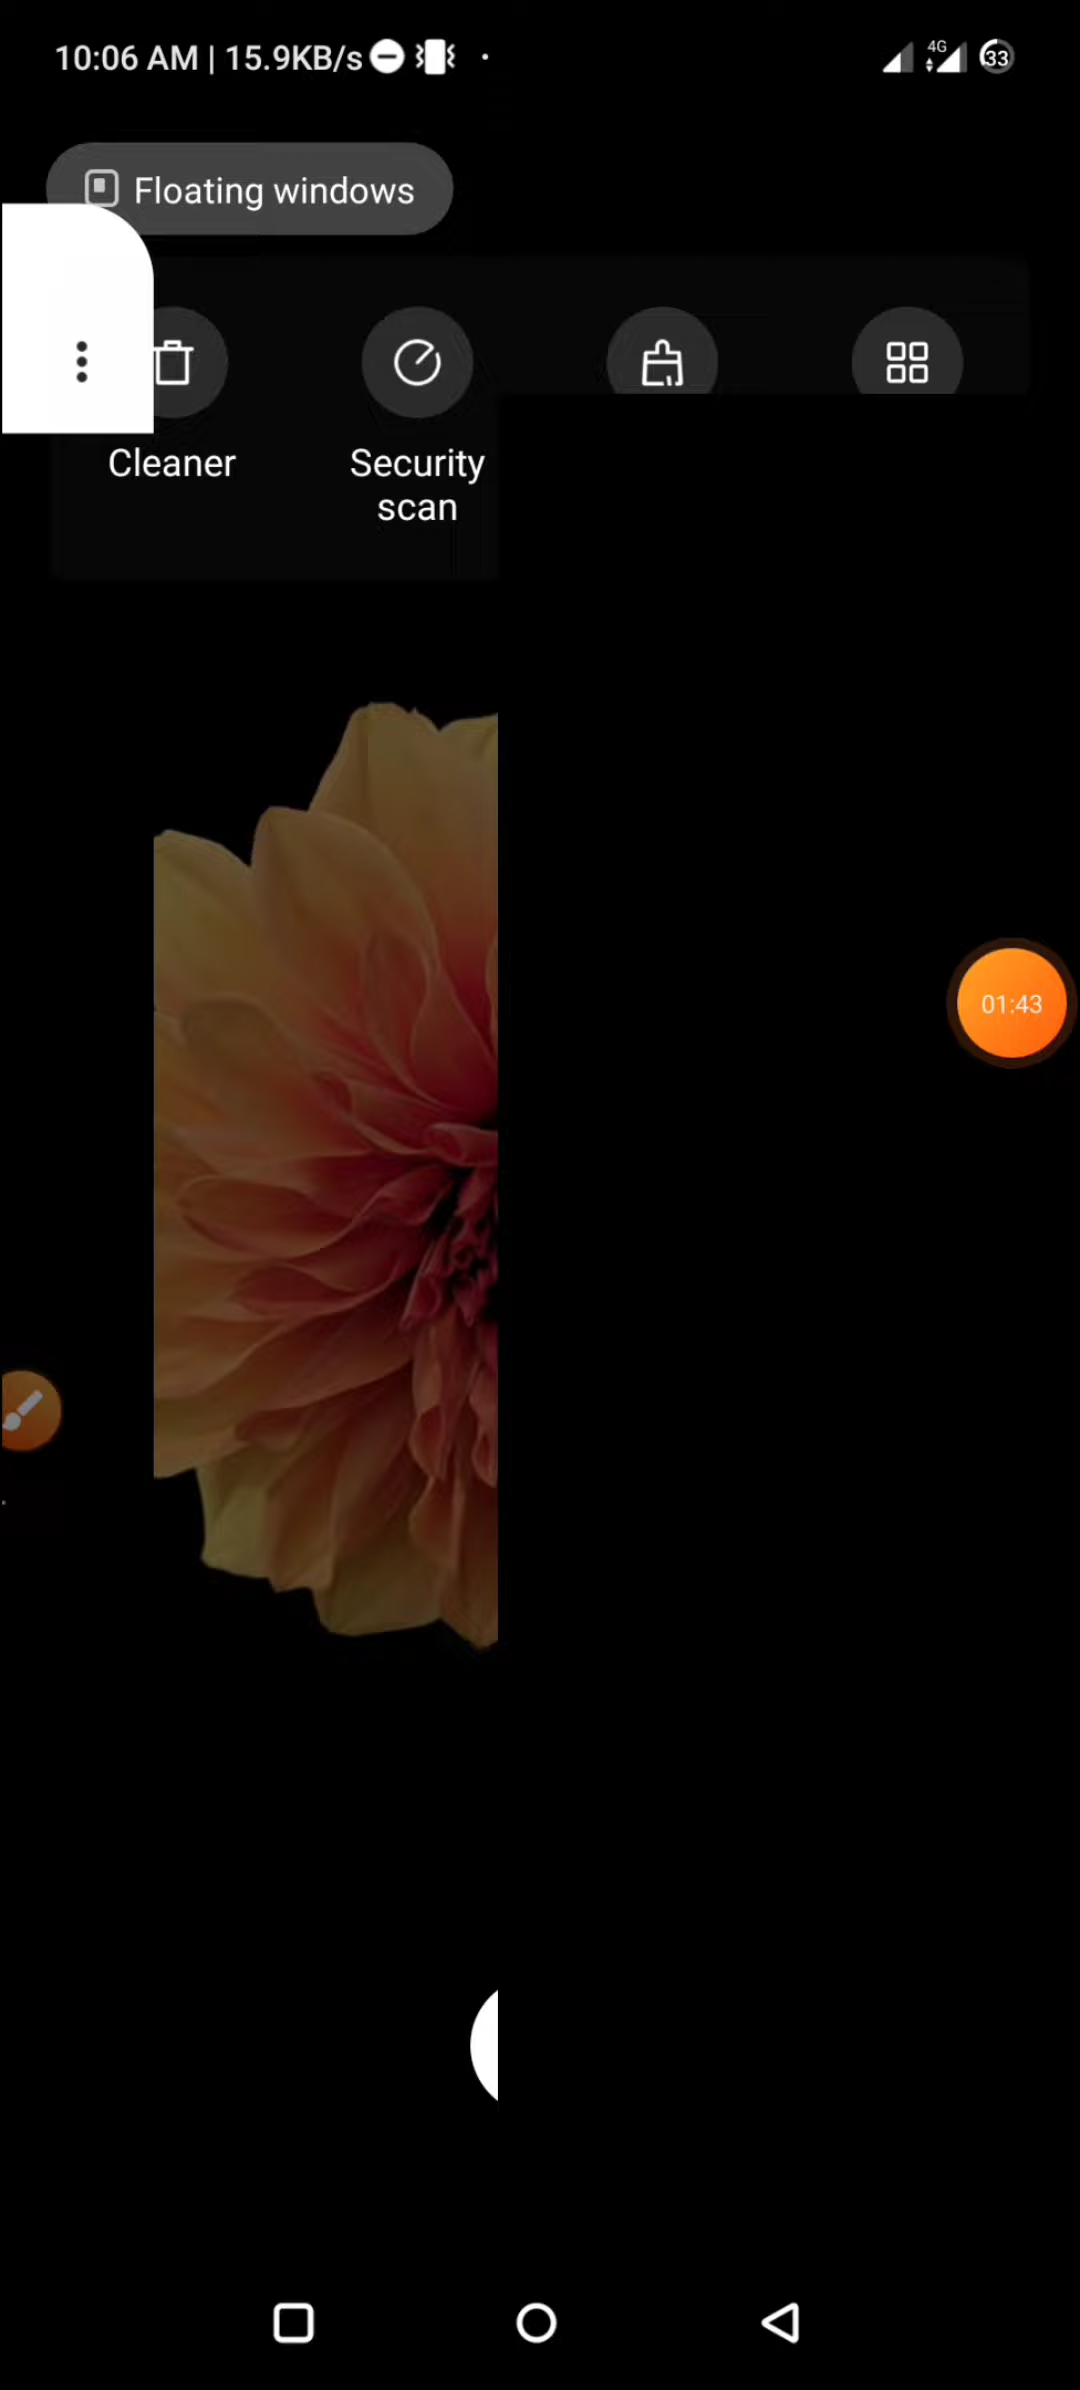 10:06 AM | 15.9KB/s
4G
33
Floating windows
Cleaner
Security
scan
01:43